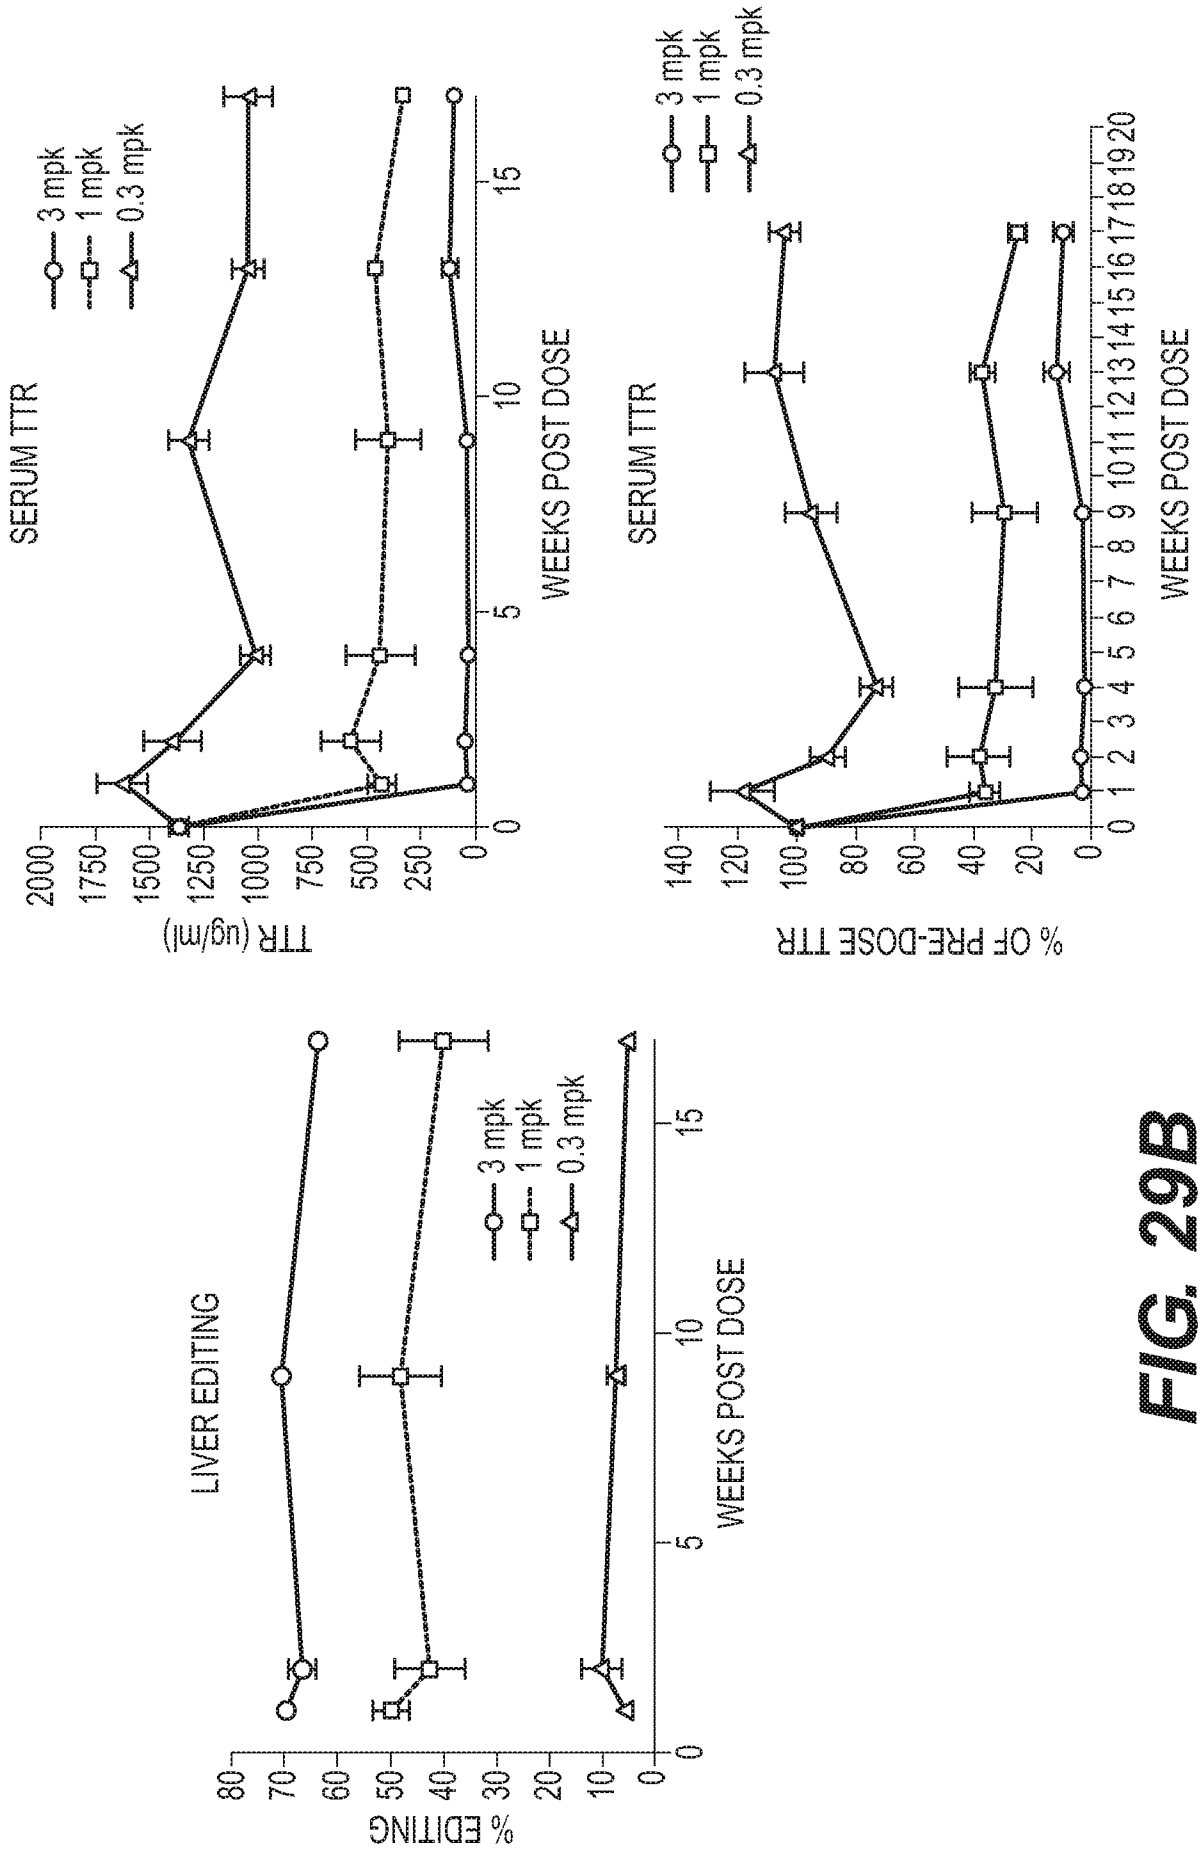 LIVER EDITING
% EDITING
80
70
60
50
40
30
20
10
0
0 5 10 15
WEEKS POST DOSE
3 mpk
1 mpk
0.3 mpk
SERUM TTR
TTR (ug/ml)
2000
1750
1500
1250
1000
750
500
250
0
0 5 10 15
WEEKS POST DOSE
3 mpk
1 mpk
0.3 mpk
SERUM TTR
% OF PRE-DOSE TTR
140
120
100
80
60
40
20
0
0 1 2 3 4 5 6 7 8 9 10 11 12 13 14 15 16 17 18 19 20
WEEKS POST DOSE
3 mpk
1 mpk
0.3 mpk
FIG. 29B